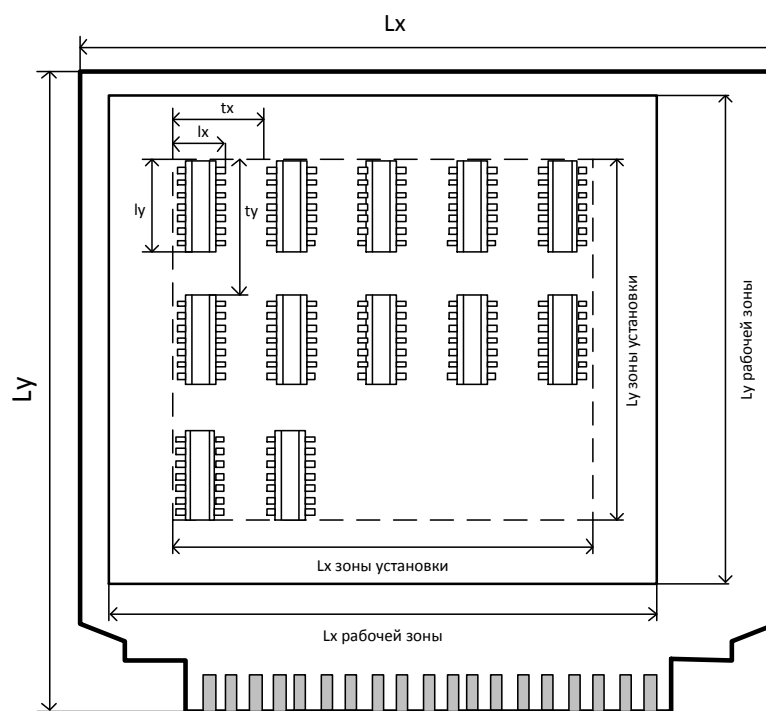 Lx
tx
lx
ly
ty
Ly
Ly зоны установки
Ly рабочей зоны
Lx зоны установки
Lx рабочей зоны